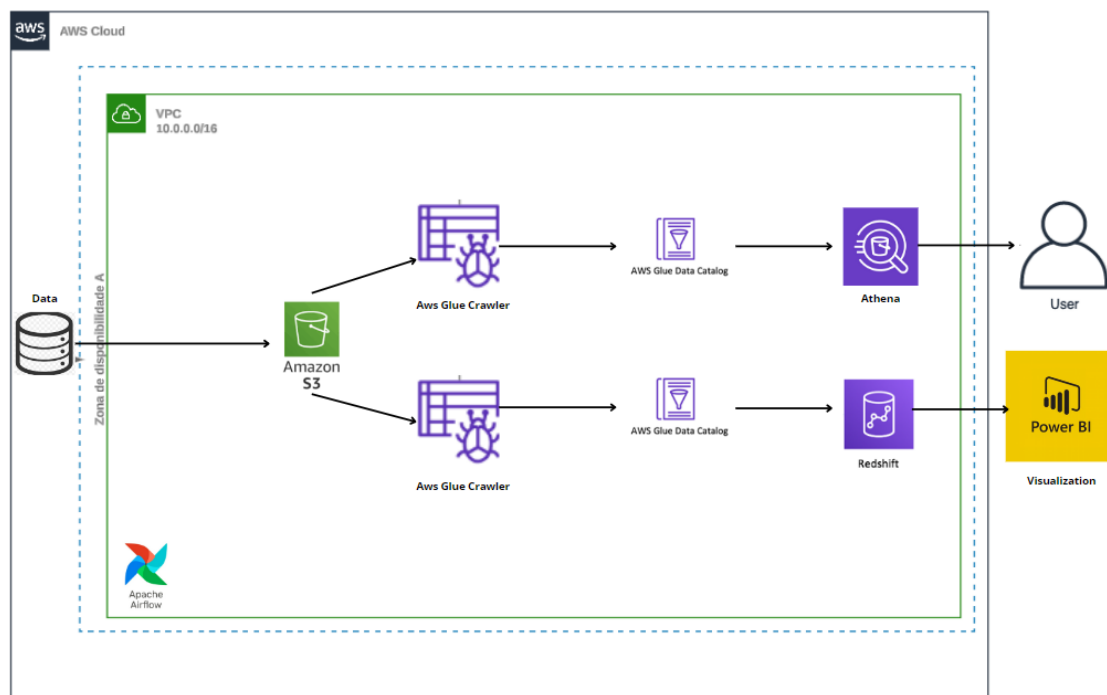 aws
AWS Cloud
VPC
10.0.0.0/16
Zona de disponibilidade A
Data
Amazon
S3
Aws Glue Crawler
AWS Glue Data Catalog
Athena
User
Aws Glue Crawler
AWS Glue Data Catalog
Redshift
Power BI
Visualization
Apache
Airflow